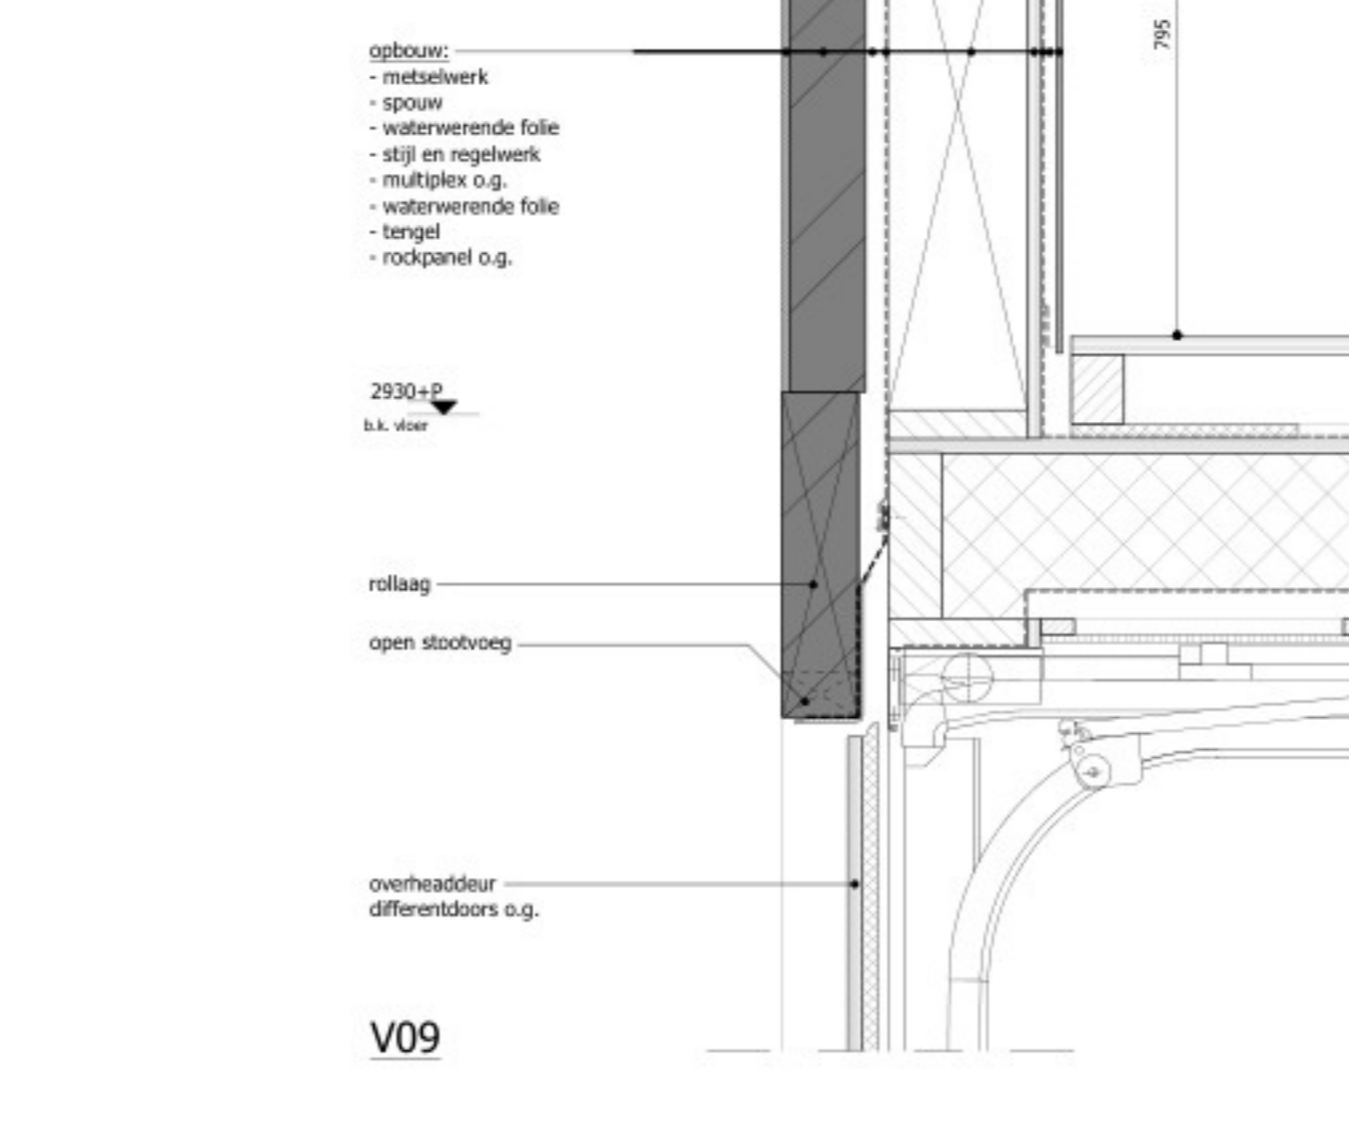 opbouw:
- metselwerk
- spouw
- waterwerende folie
- stijl en regelwerk
- multiplex o.g.
- waterwerende folie
- tengel
- rockpanel o.g.
795
2930+P
b.k. vloer
rollaag
open stootvoeg
overheaddeur
differentdoors o.g.
V09